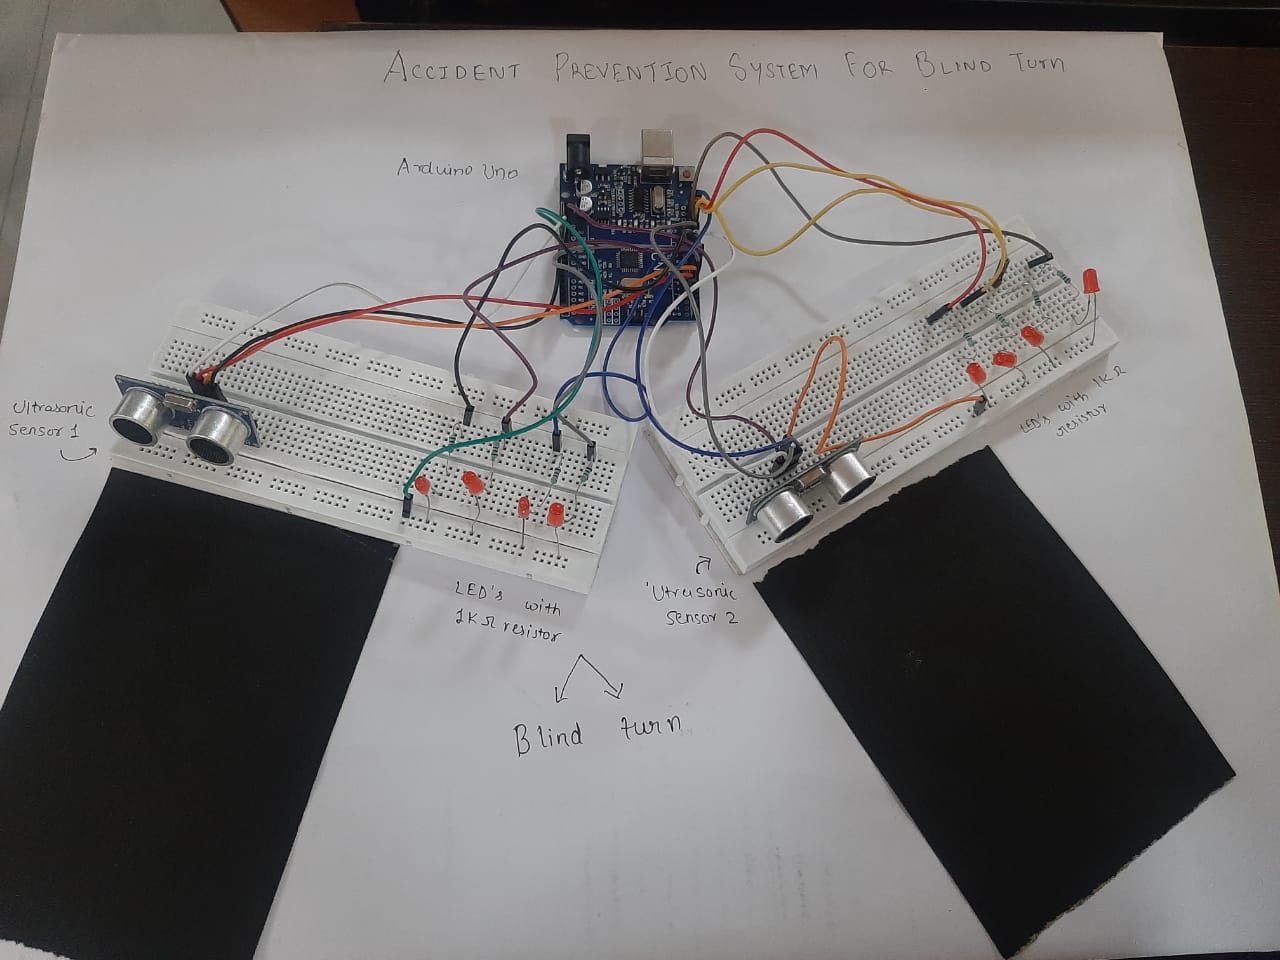 ACCIDENT PREVENTION SYSTEM FOR BLIND TURN
Arduino Uno
Ultrasonic
Sensor 1
LED's with
1KΩ resistor
LED's with 1KΩ
resistor
Utrasonic
Sensor 2
Blind turn